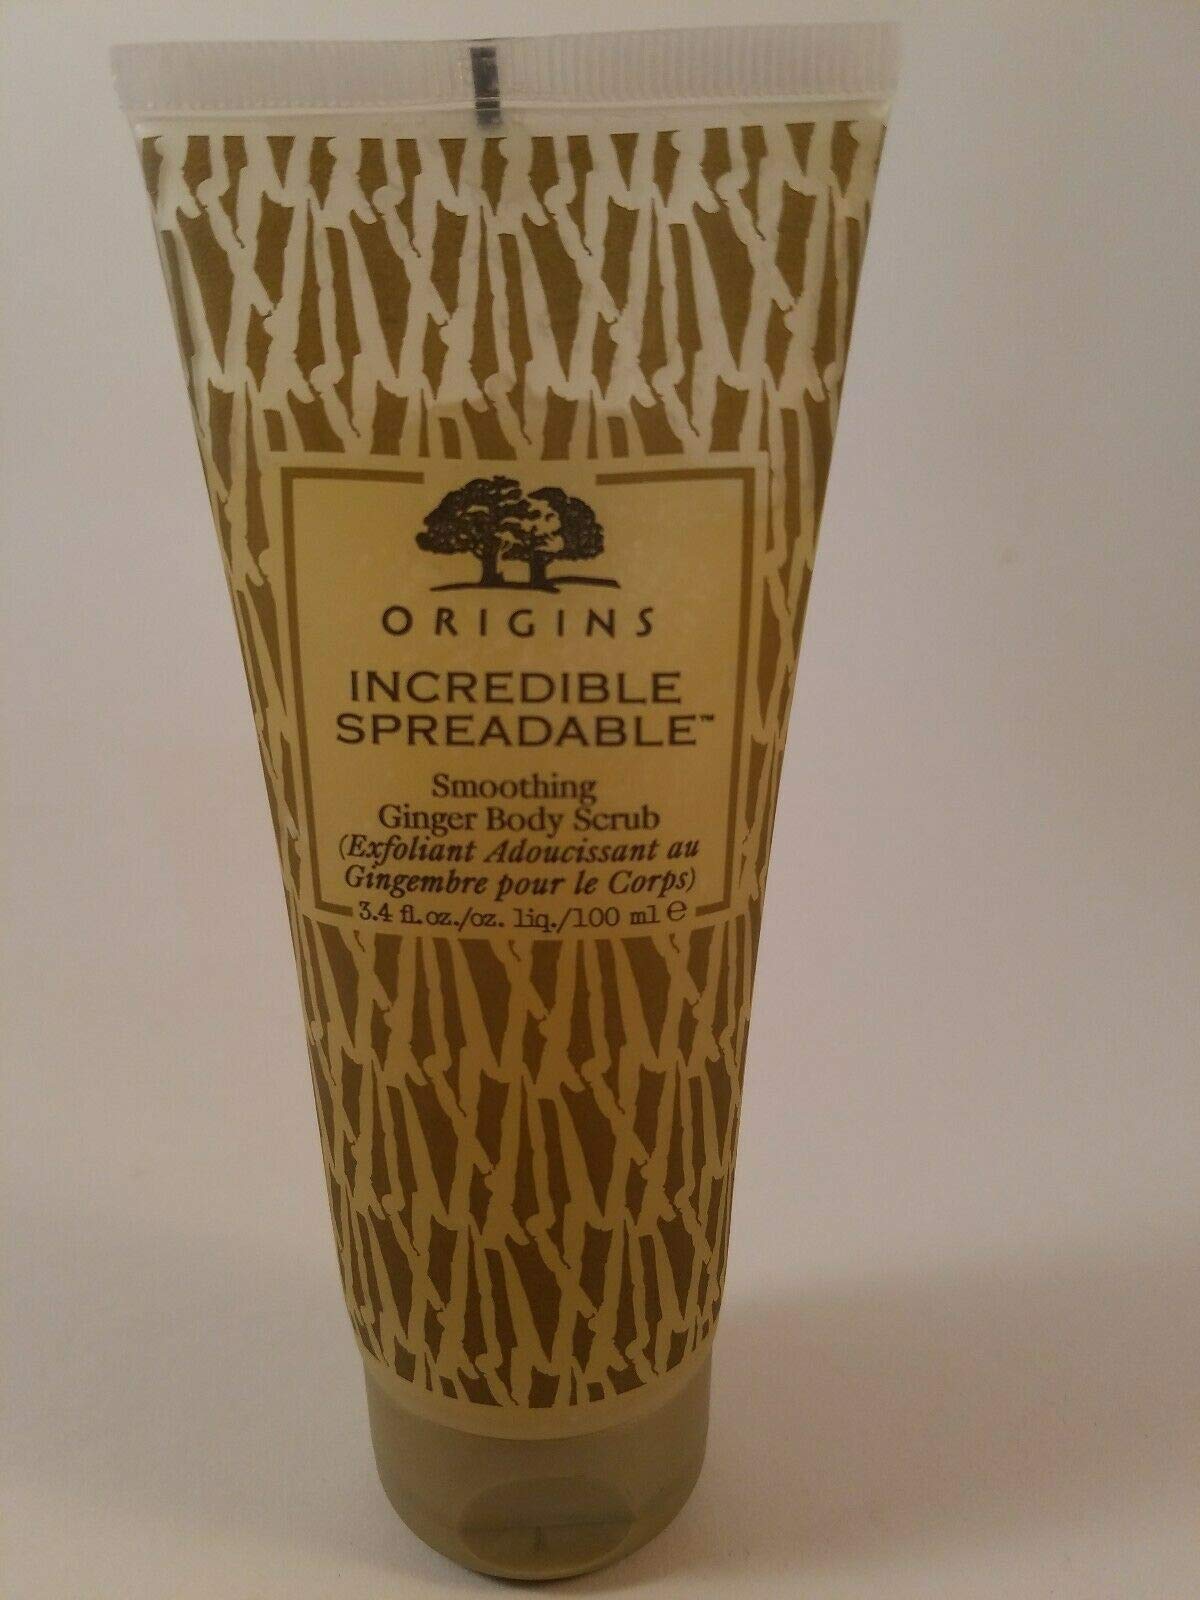 ORIGINS
INCREDIBLE
SPREADABLE™
Smoothing
Ginger Body Scrub
(Exfoliant Adoucissant au
Gingembre pour le Corps)
3.4 fl. oz./oz. liq./100 ml ℮